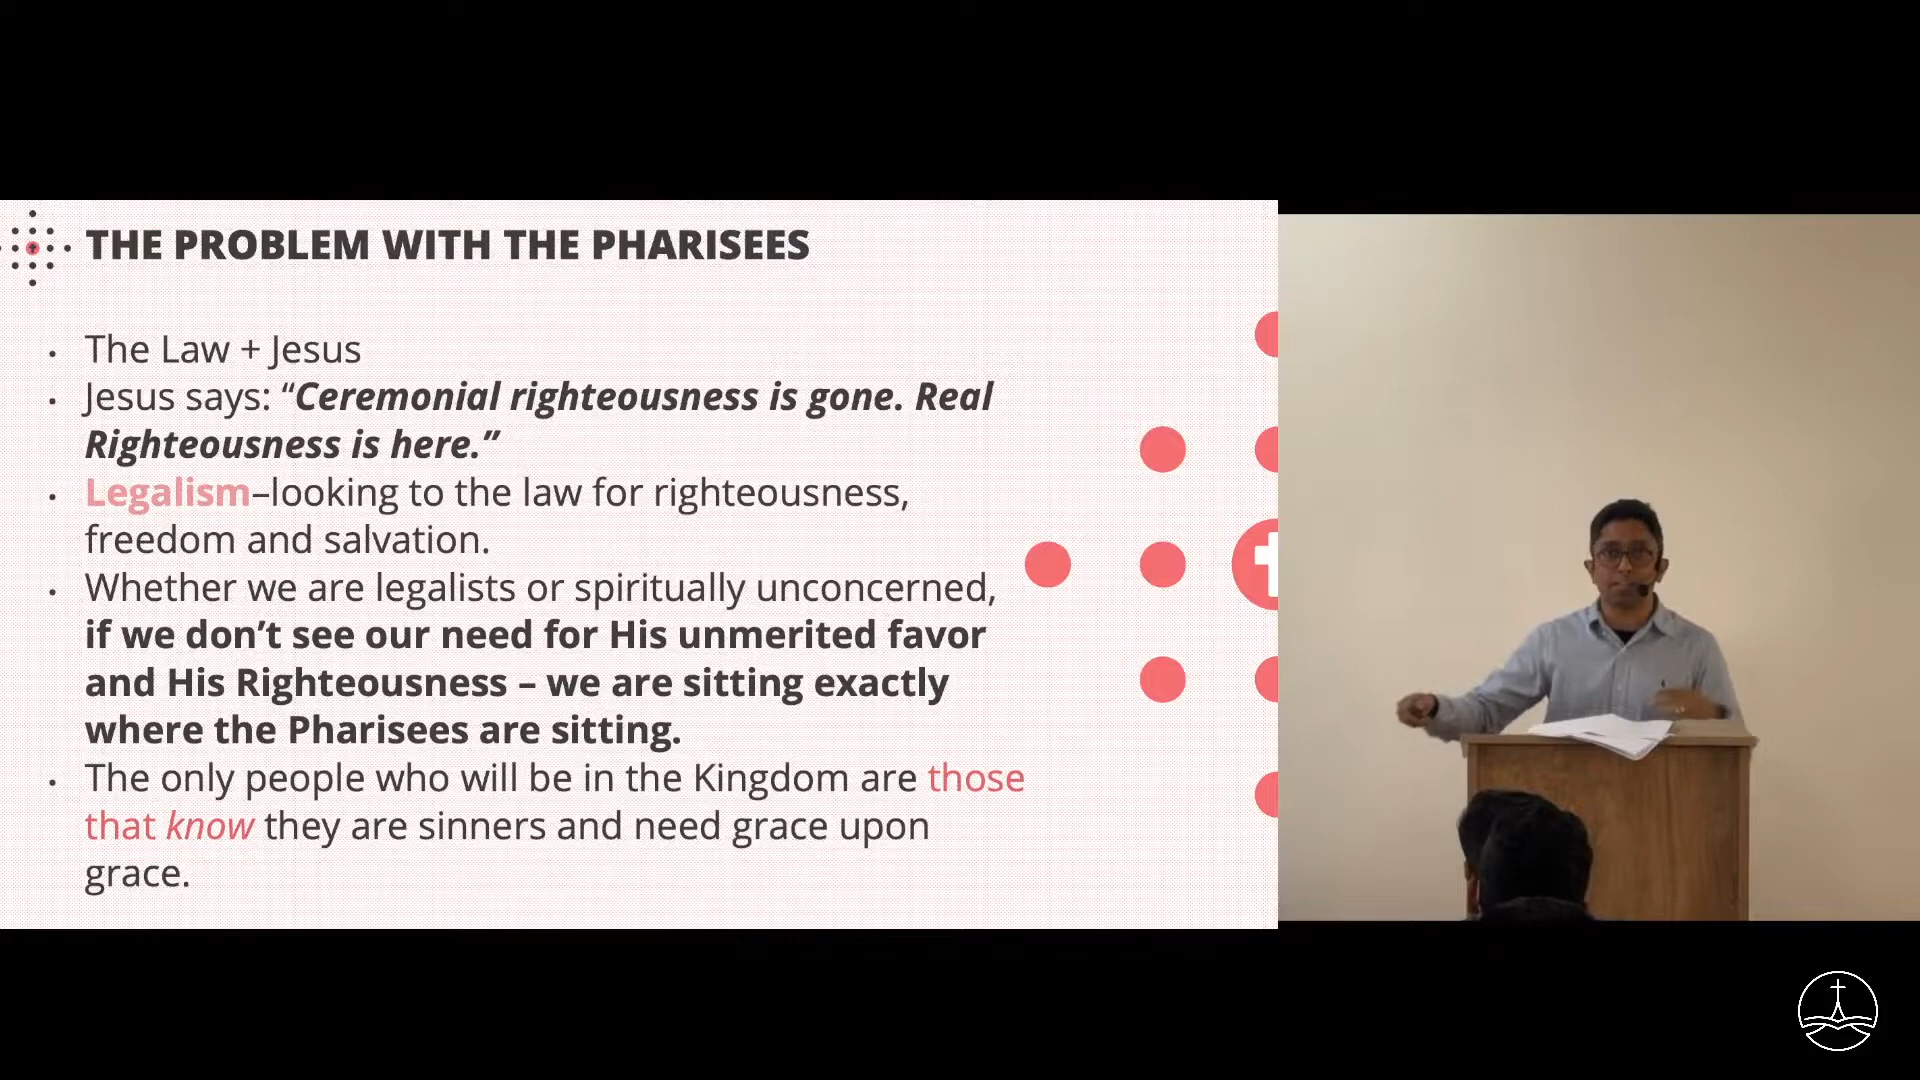 THE PROBLEM WITH THE PHARISEES
• The Law + Jesus
• Jesus says: “Ceremonial righteousness is gone. Real
Righteousness is here.”
• Legalism–looking to the law for righteousness,
freedom and salvation.
• Whether we are legalists or spiritually unconcerned,
if we don’t see our need for His unmerited favor
and His Righteousness – we are sitting exactly
where the Pharisees are sitting.
• The only people who will be in the Kingdom are those
that know they are sinners and need grace upon
grace.